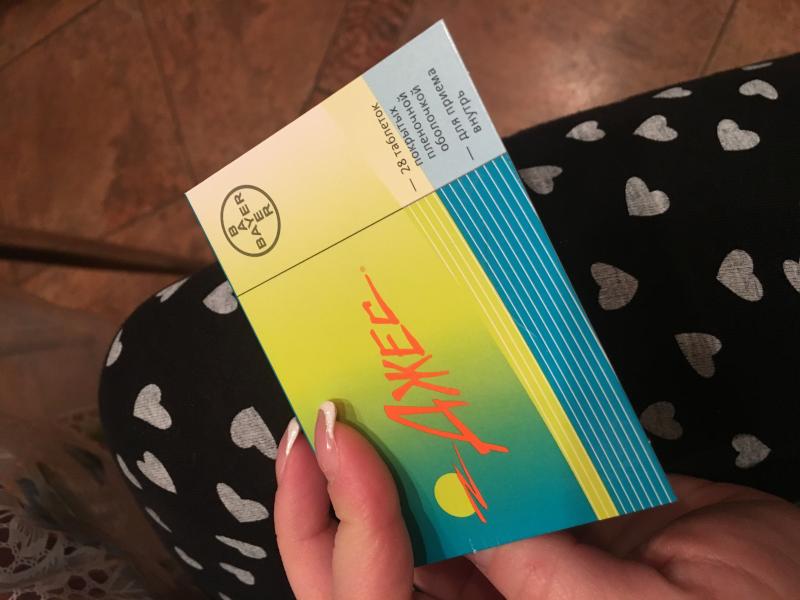 BAYER
BAYER
— 28 таблеток
покрытых
пленочной
оболочкой
— для приема
внутрь
ДЖЕС®